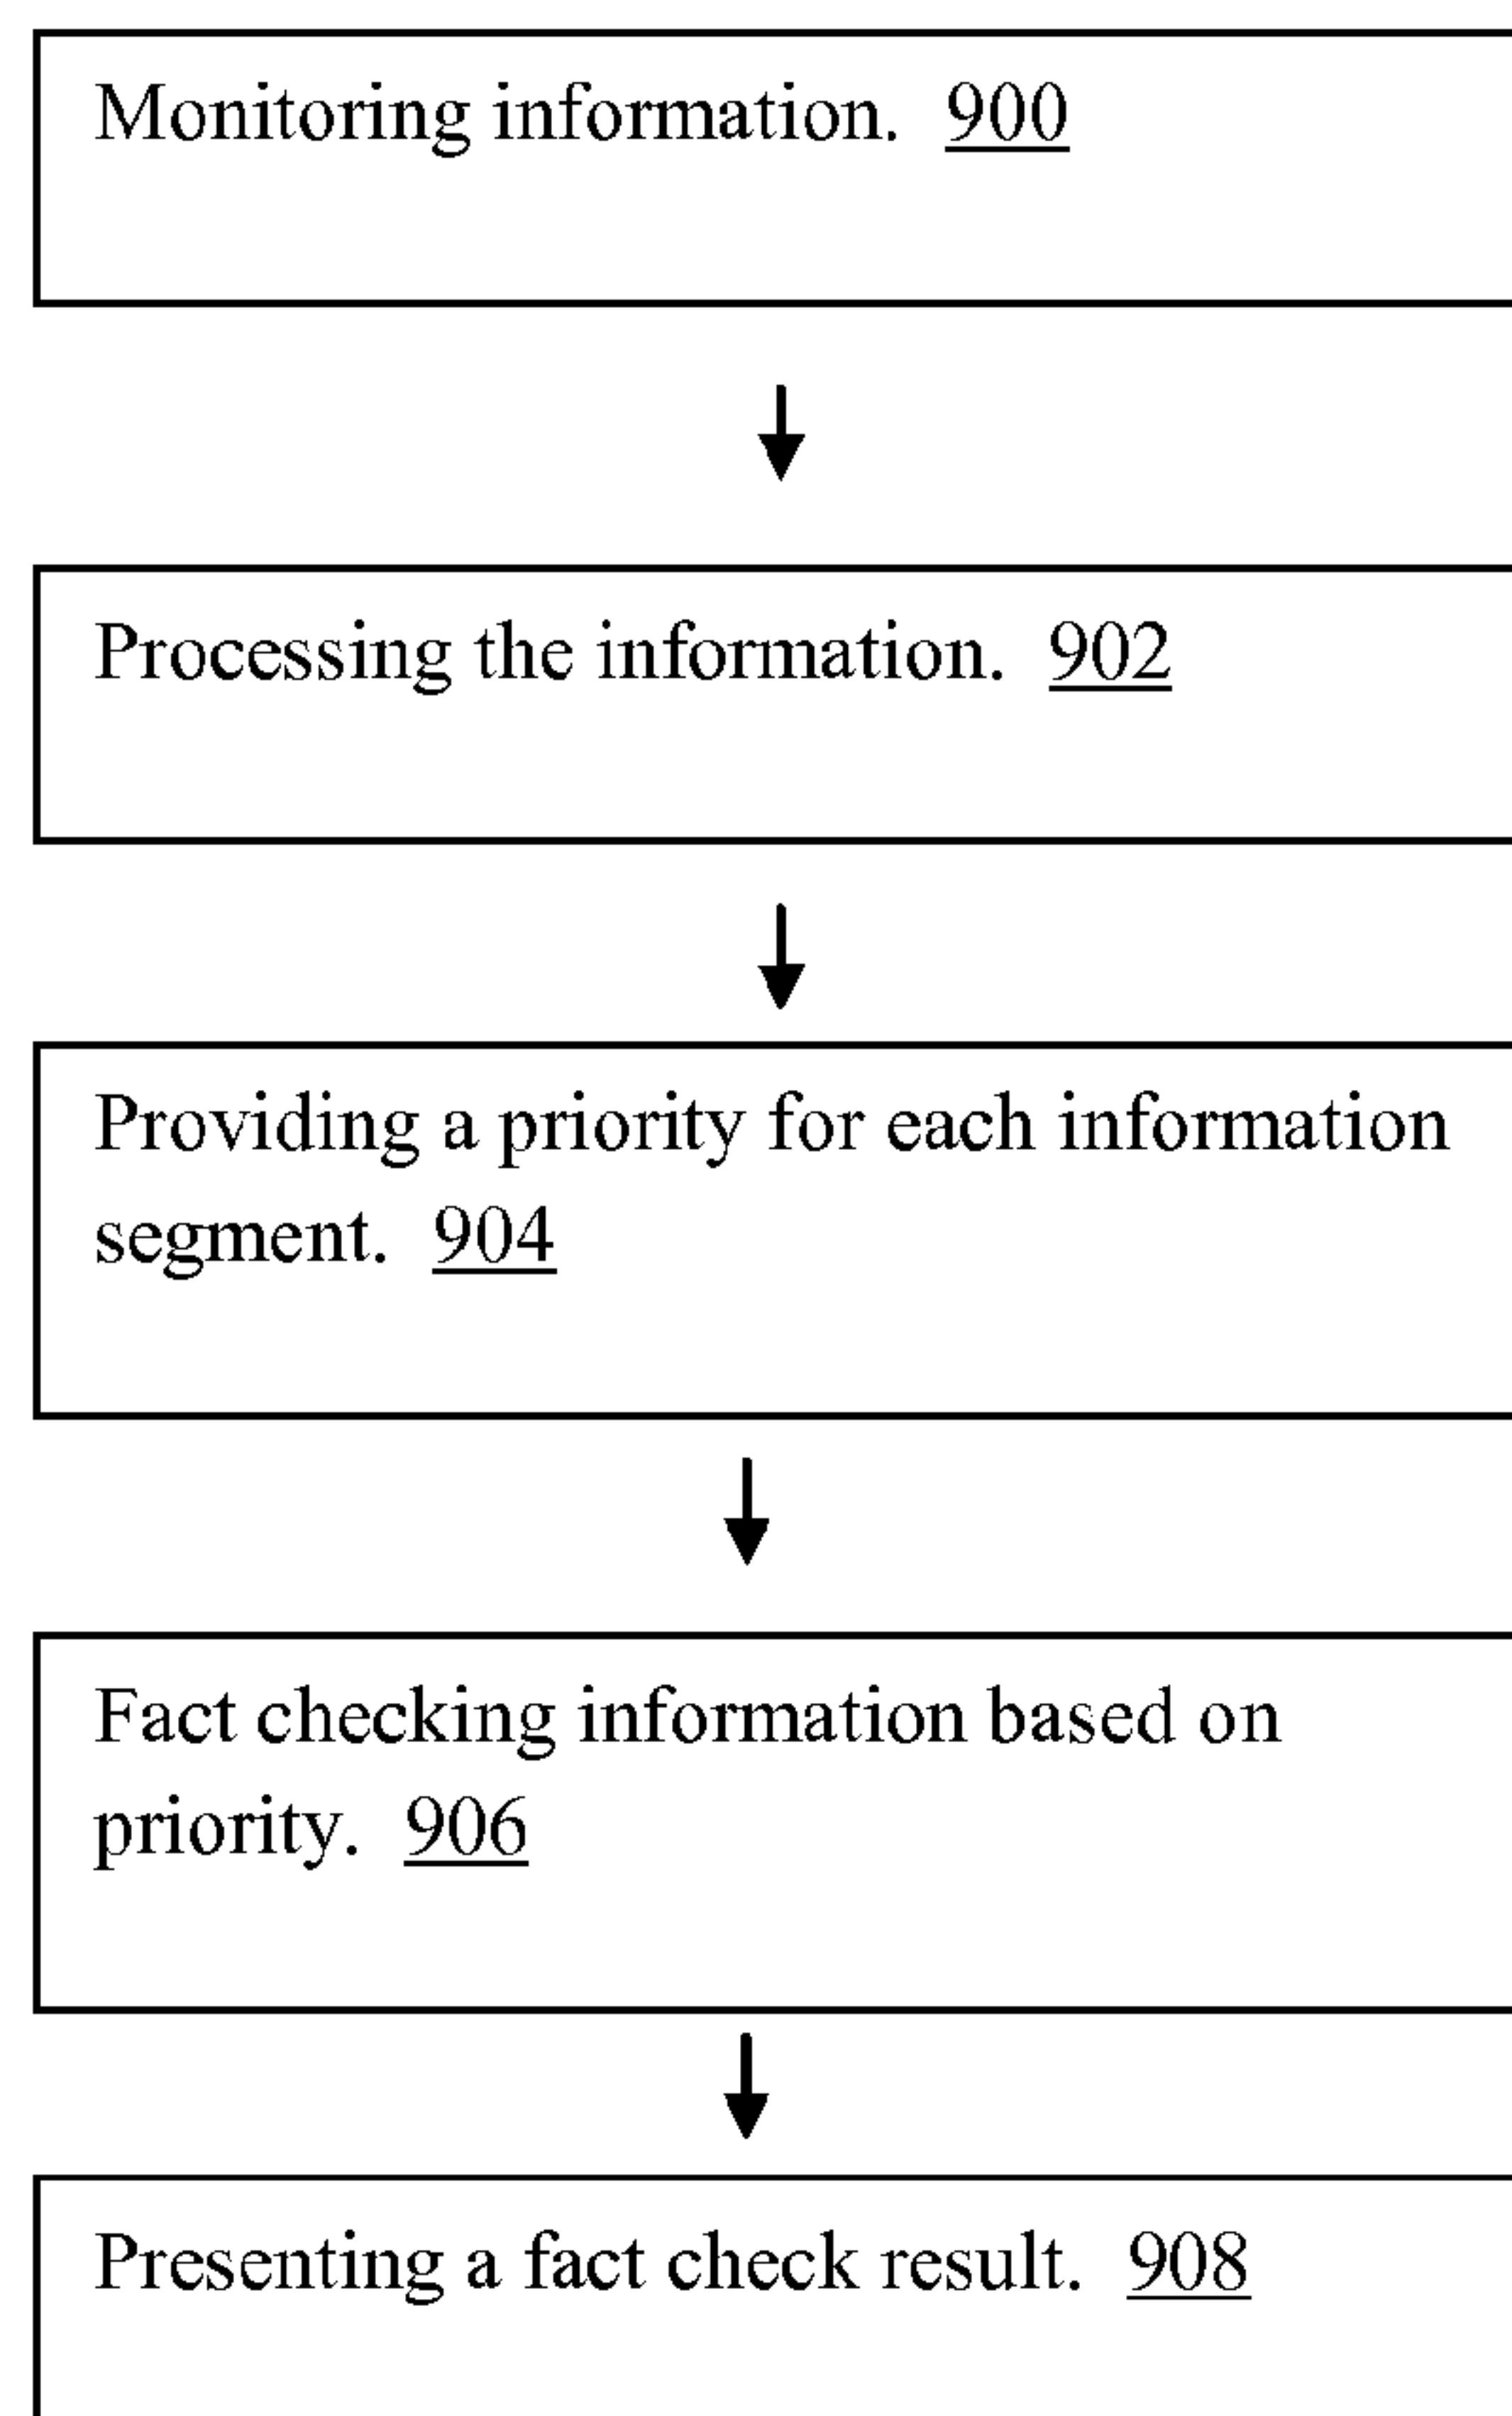 Monitoring information. 900
Processing the information. 902
Providing a priority for each information
segment. 904
Fact checking information based on
priority. 906
Presenting a fact check result. 908